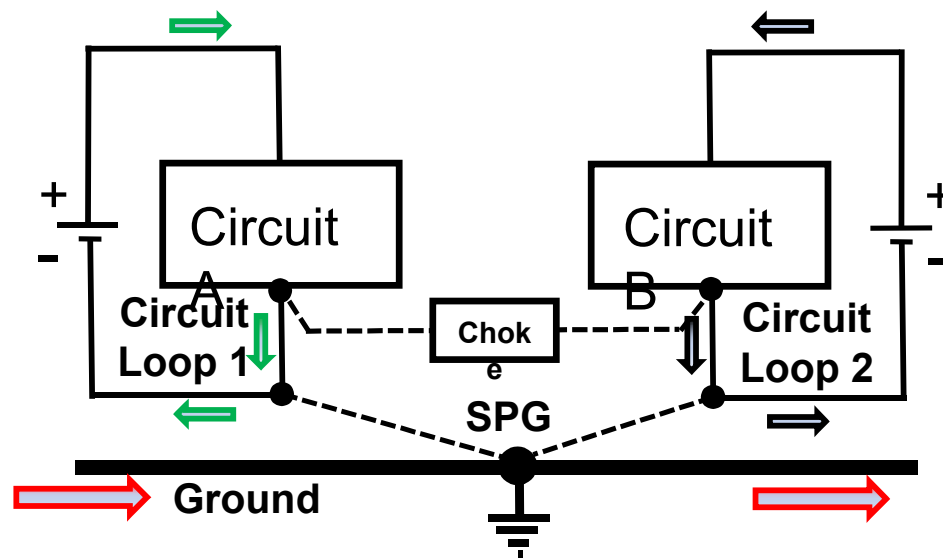 +
-
Circuit
A
Circuit
Loop 1
Chok
e
SPG
Circuit
B
Circuit
Loop 2
+
-
Ground